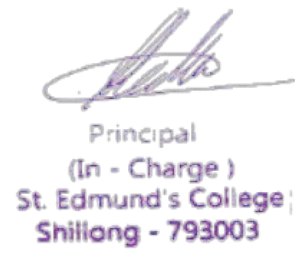 Principal
(In - Charge )
St. Edmund's College
Shillong - 793003